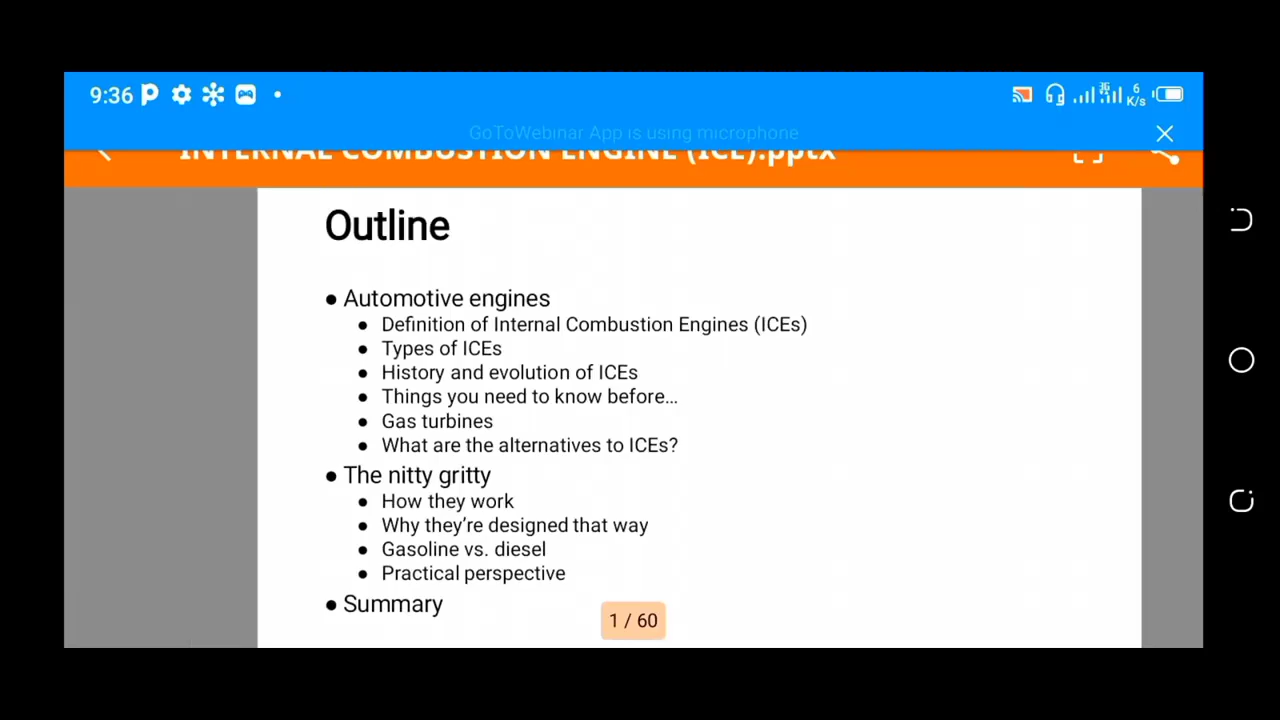 9:36
36
6
K/s
GoToWebinar App is using microphone
INTERNAL COMBUSTION ENGINE (ICE).pptx
Outline
● Automotive engines
● Definition of Internal Combustion Engines (ICEs)
● Types of ICEs
● History and evolution of ICEs
● Things you need to know before…
● Gas turbines
● What are the alternatives to ICEs?
● The nitty gritty
● How they work
● Why they’re designed that way
● Gasoline vs. diesel
● Practical perspective
● Summary
1 / 60